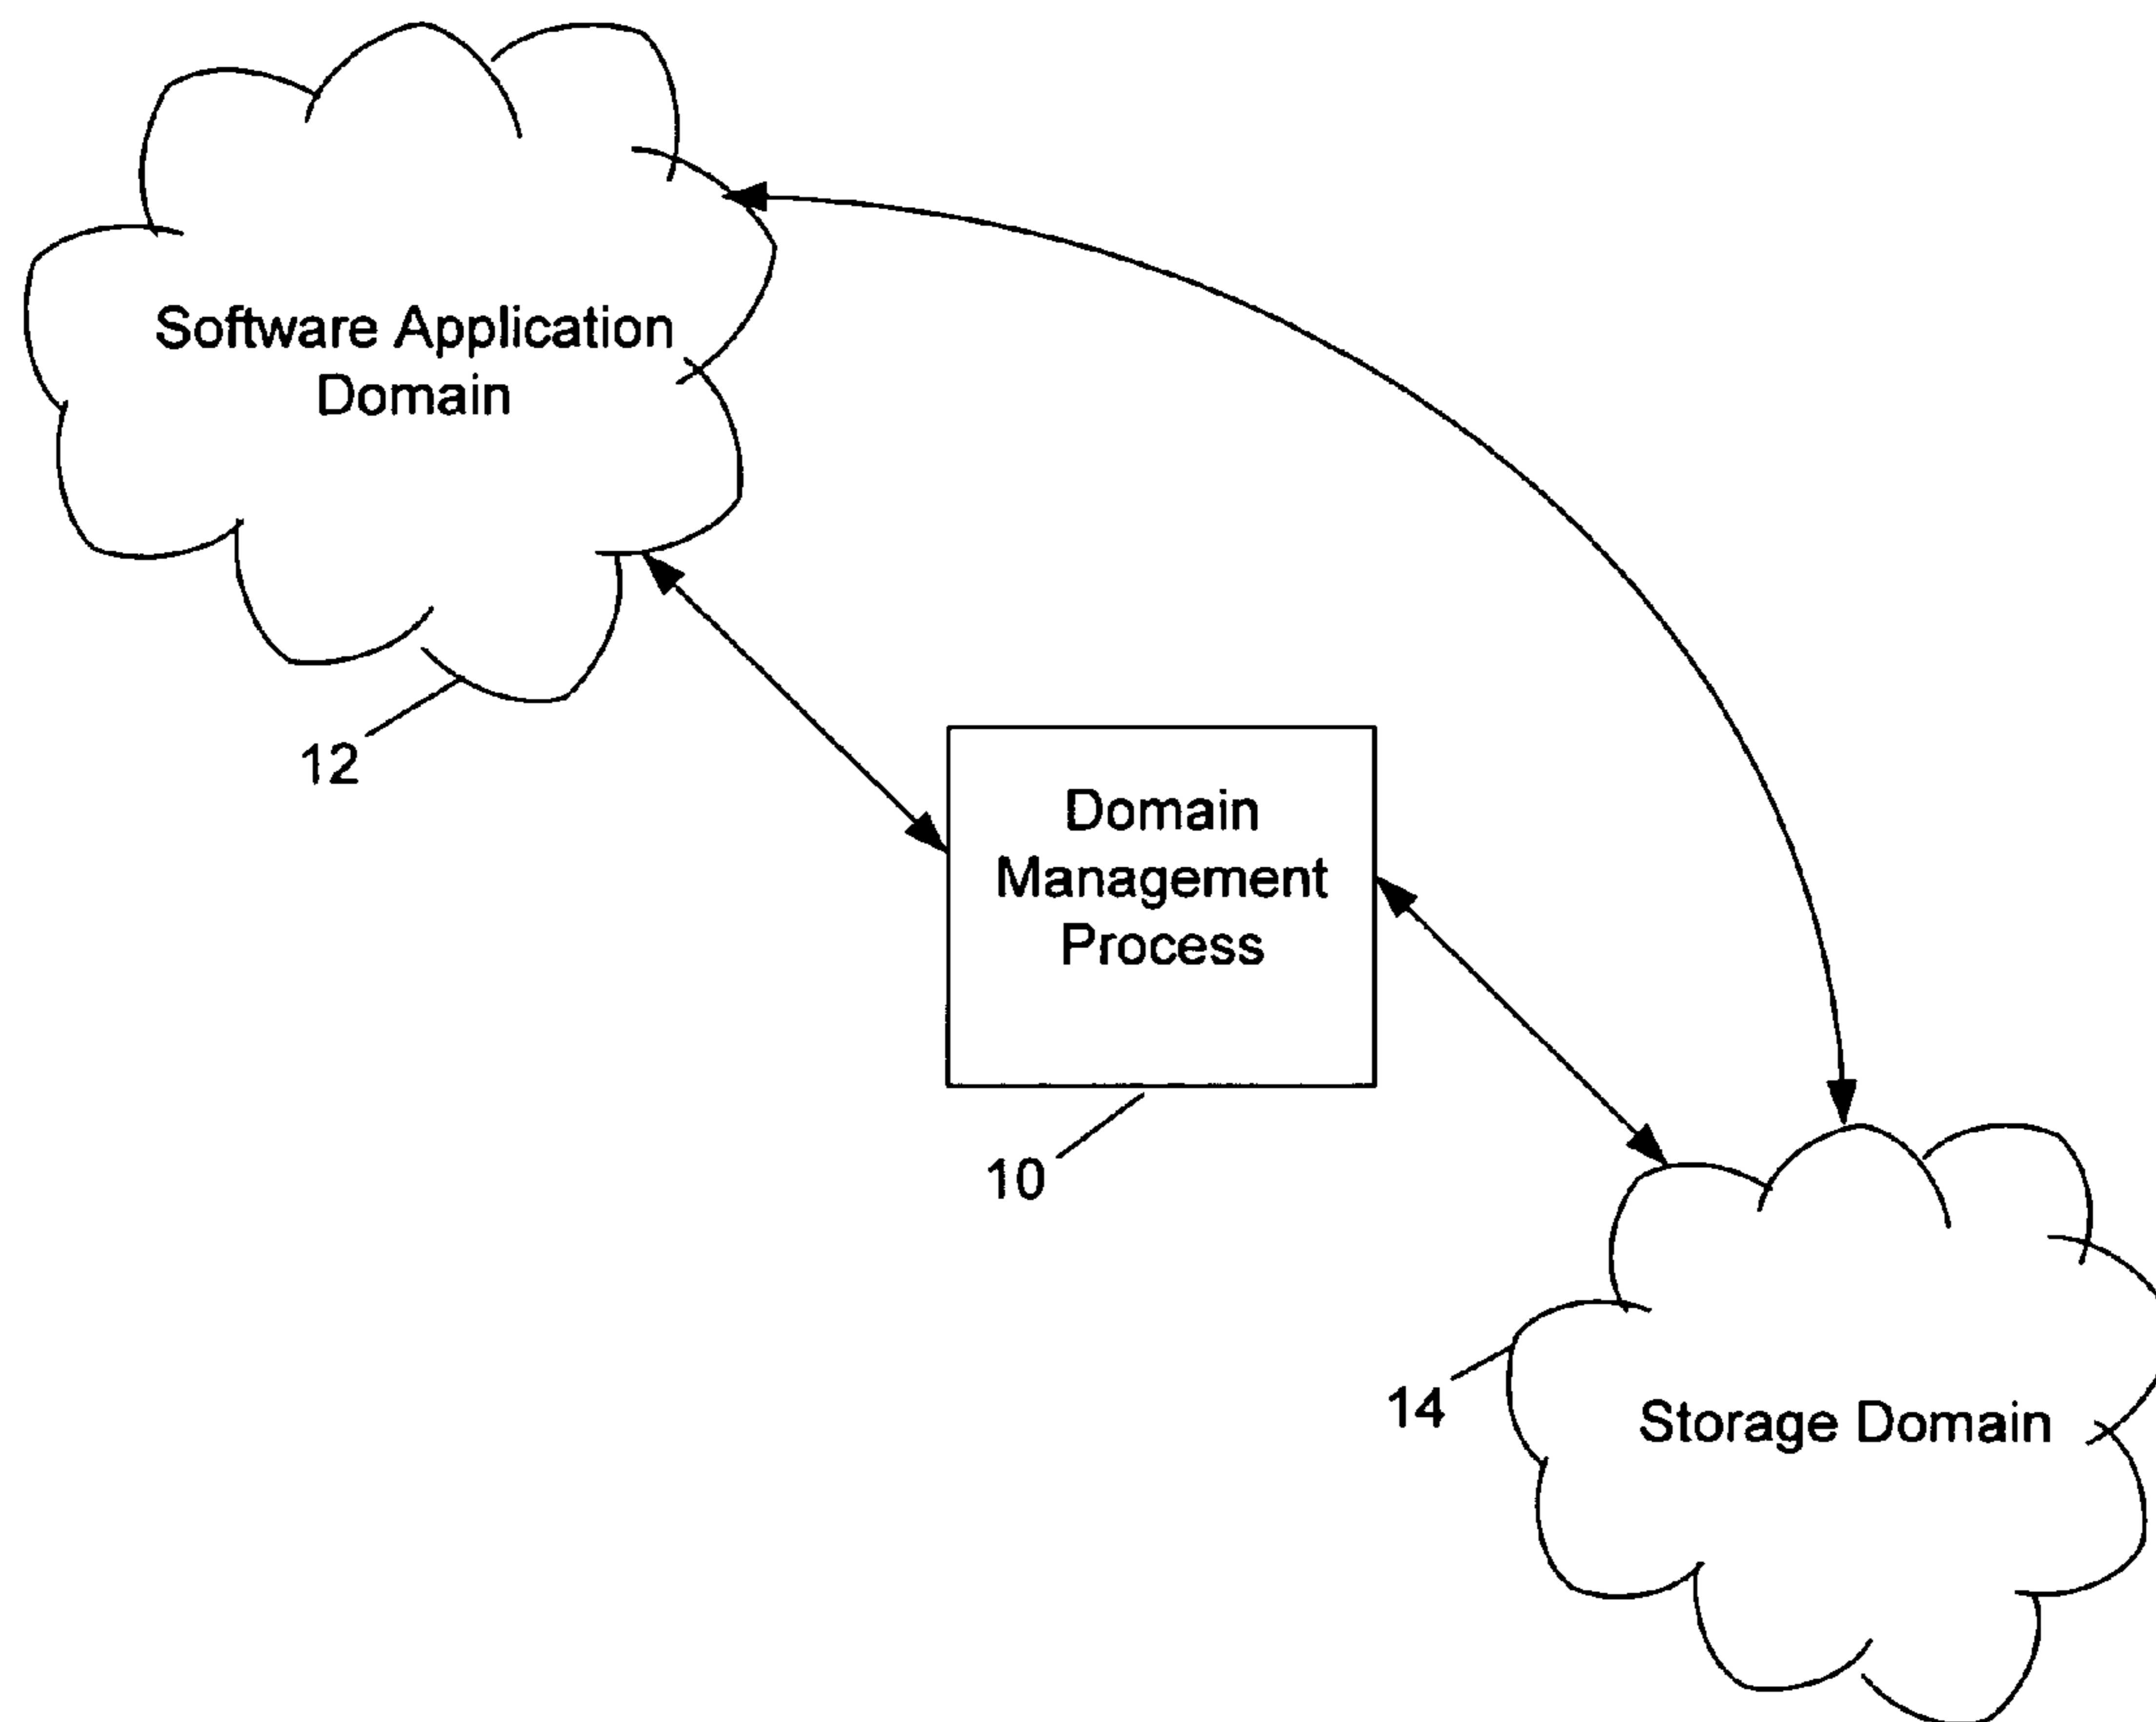 Software Application
Domain
12
Domain
Management
Process
10
14
Storage Domain